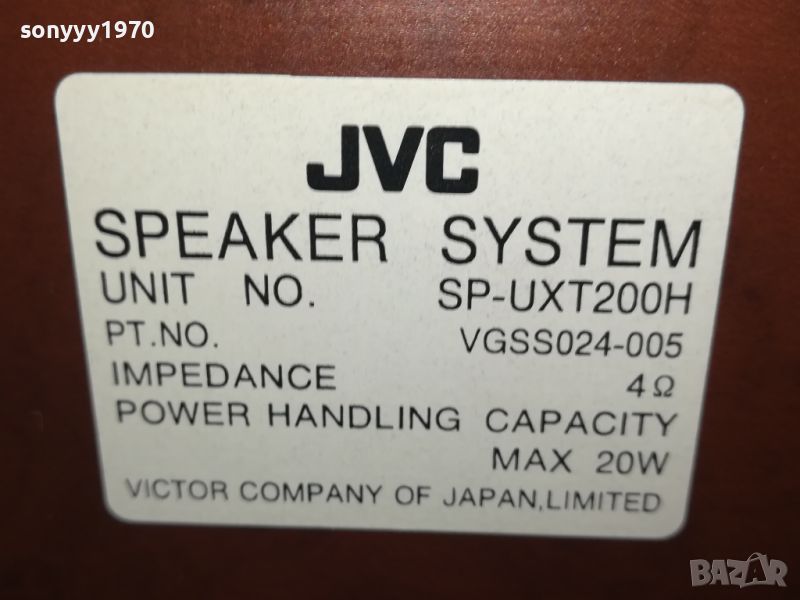 sonyyy1970
JVC
SPEAKER SYSTEM
UNIT NO. SP-UXT200H
PT.NO. VGSS024-005
IMPEDANCE 4Ω
POWER HANDLING CAPACITY
MAX 20W
VICTOR COMPANY OF JAPAN,LIMITED
BAZAR